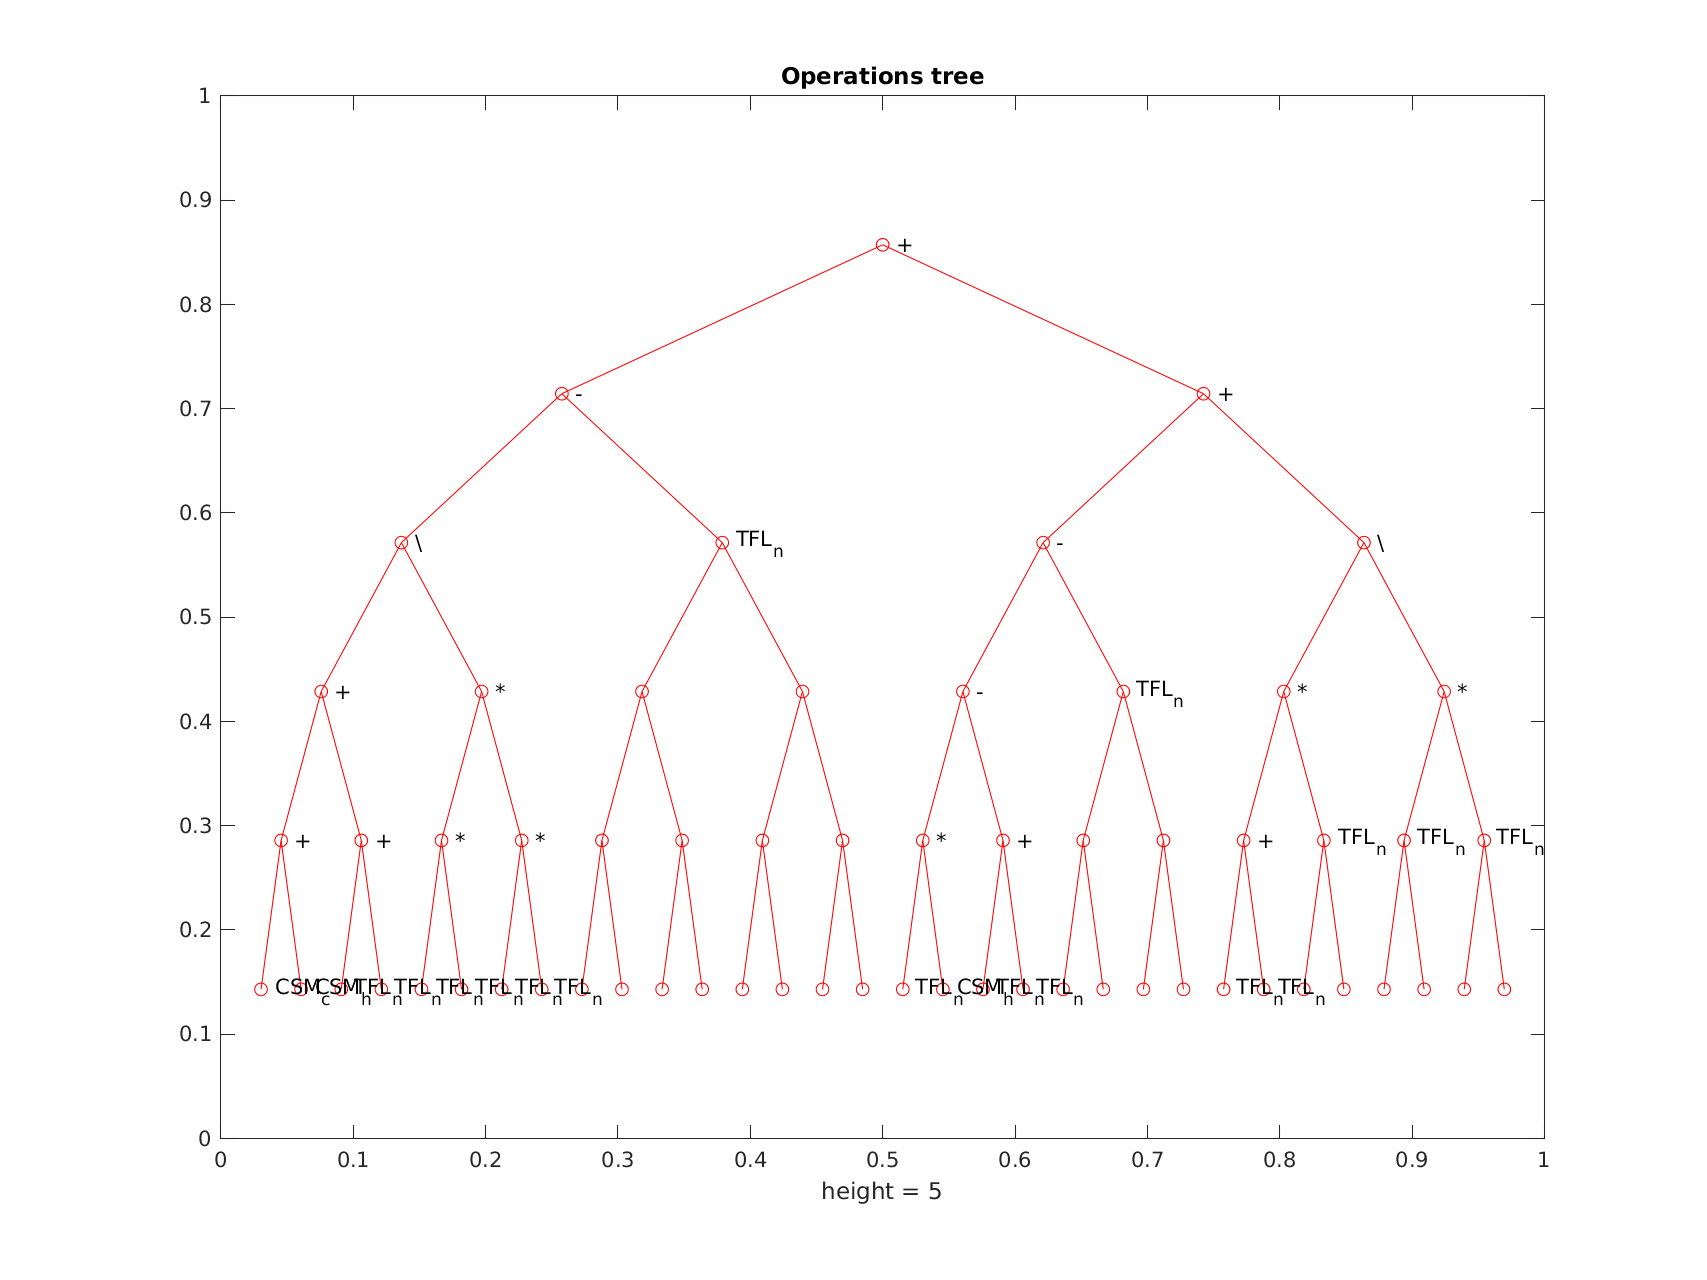 Operations tree
1
0.9
+
0.8
- +
0.7
0.6
\ TFLn - \
0.5
+ * - TFLn * *
0.4
0.3
+ + * * * + + TFLn TFLn TFLn
0.2
CSMc CSMh TFLn TFLn TFLn TFLn TFLn TFLn TFLn CSMh TFLn TFLn TFLn TFLn
0.1
0
0 0.1 0.2 0.3 0.4 0.5 0.6 0.7 0.8 0.9 1
height = 5